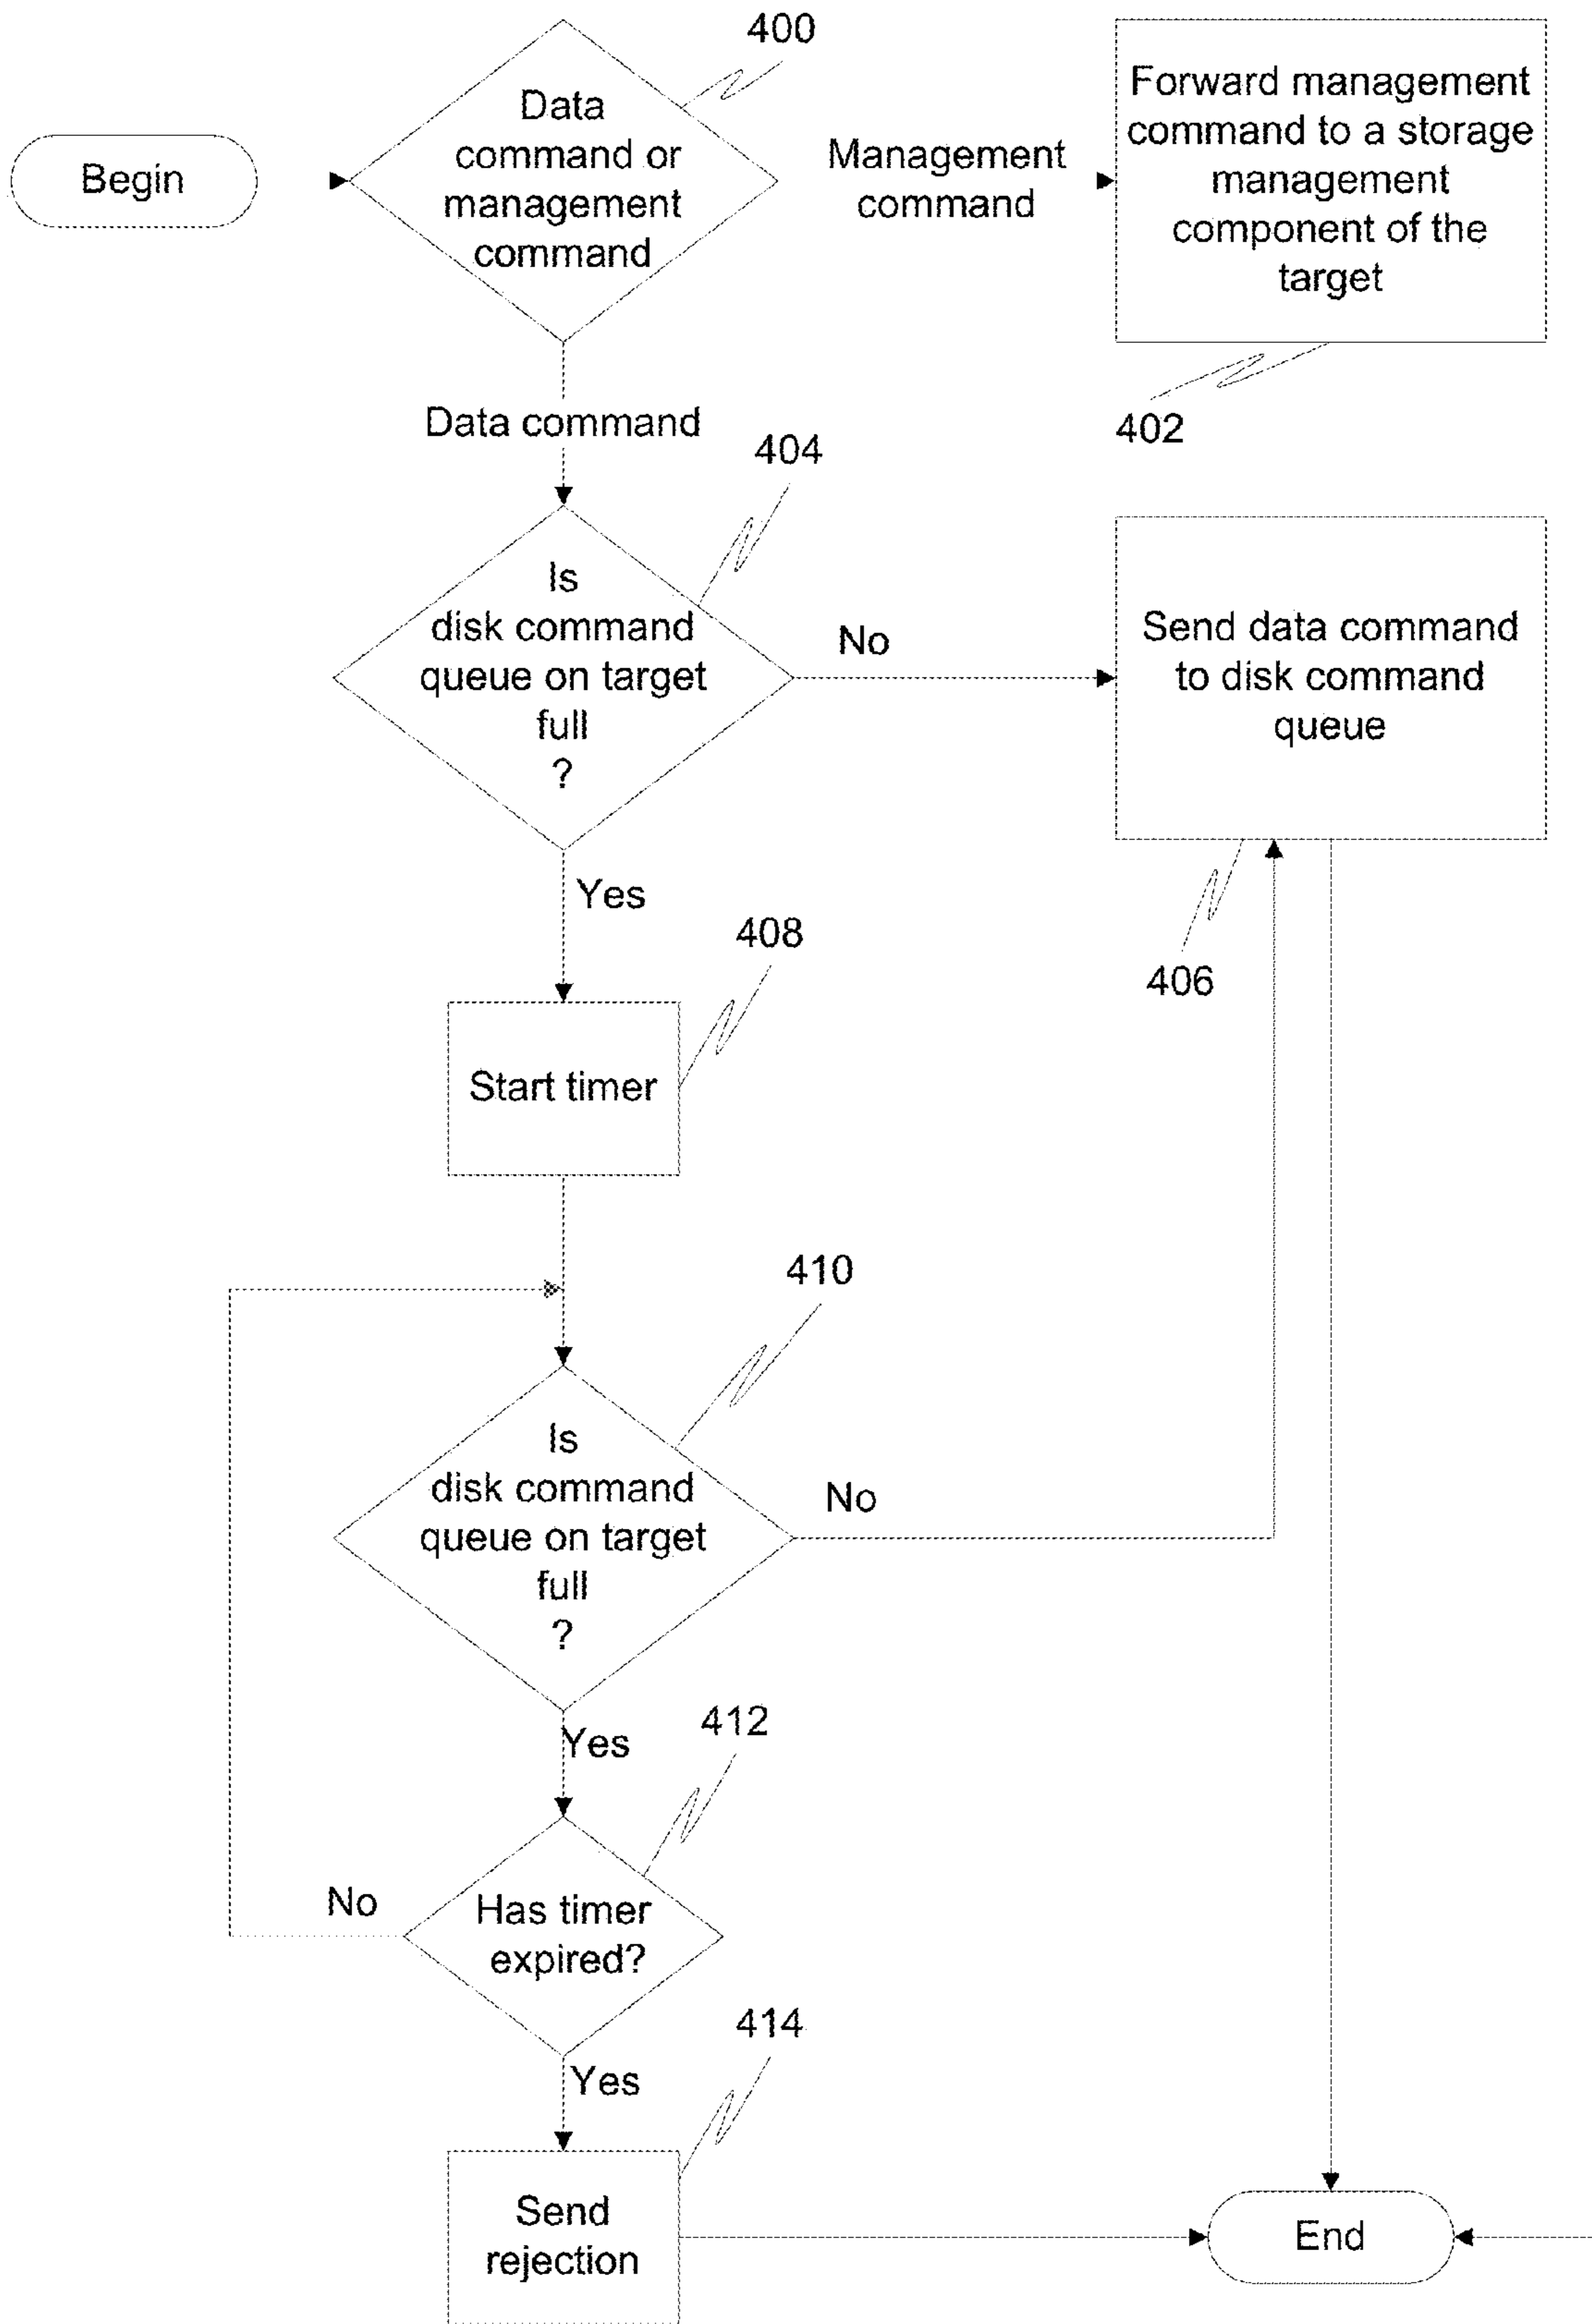 400
Begin
Data
command or
management
command
Management
command
Forward management
command to a storage
management
component of the
target
402
Data command
404
Is
disk command
queue on target
full
?
No
Send data command
to disk command
queue
406
Yes
408
Start timer
410
Is
disk command
queue on target
full
?
No
Yes
412
Has timer
expired?
No
Yes
414
Send
rejection
End